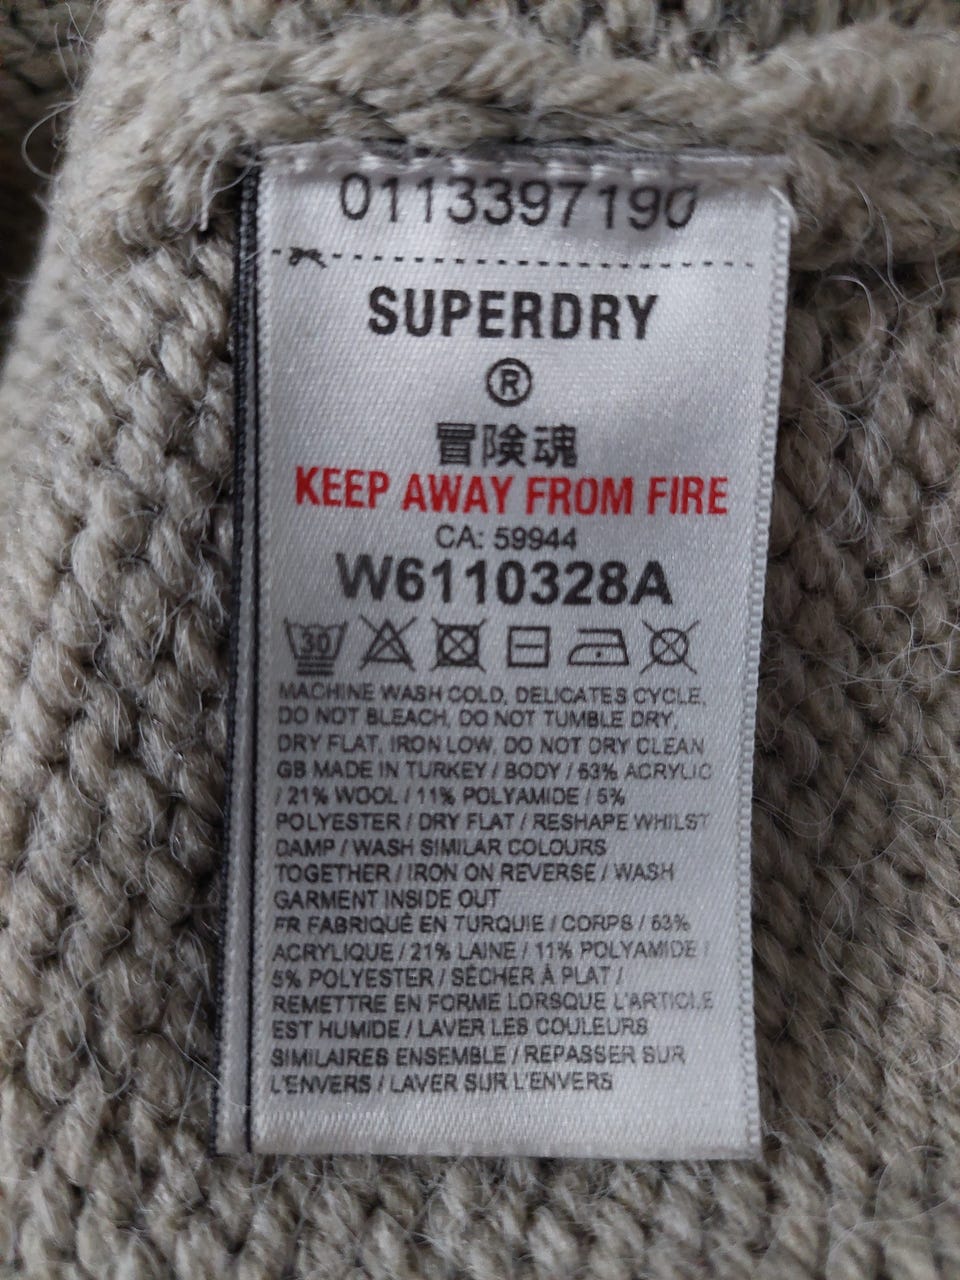 0113397190
SUPERDRY
®
冒険魂
KEEP AWAY FROM FIRE
CA: 59944
W6110328A
30
MACHINE WASH COLD, DELICATES CYCLE,
DO NOT BLEACH, DO NOT TUMBLE DRY,
DRY FLAT, IRON LOW, DO NOT DRY CLEAN
GB MADE IN TURKEY / BODY / 63% ACRYLIC
/ 21% WOOL / 11% POLYAMIDE / 5%
POLYESTER / DRY FLAT / RESHAPE WHILST
DAMP / WASH SIMILAR COLOURS
TOGETHER / IRON ON REVERSE / WASH
GARMENT INSIDE OUT
FR FABRIQUÉ EN TURQUIE / CORPS / 63%
ACRYLIQUE / 21% LAINE / 11% POLYAMIDE /
5% POLYESTER / SÉCHER À PLAT /
REMETTRE EN FORME LORSQUE L'ARTICLE
EST HUMIDE / LAVER LES COULEURS
SIMILAIRES ENSEMBLE / REPASSER SUR
L'ENVERS / LAVER SUR L'ENVERS